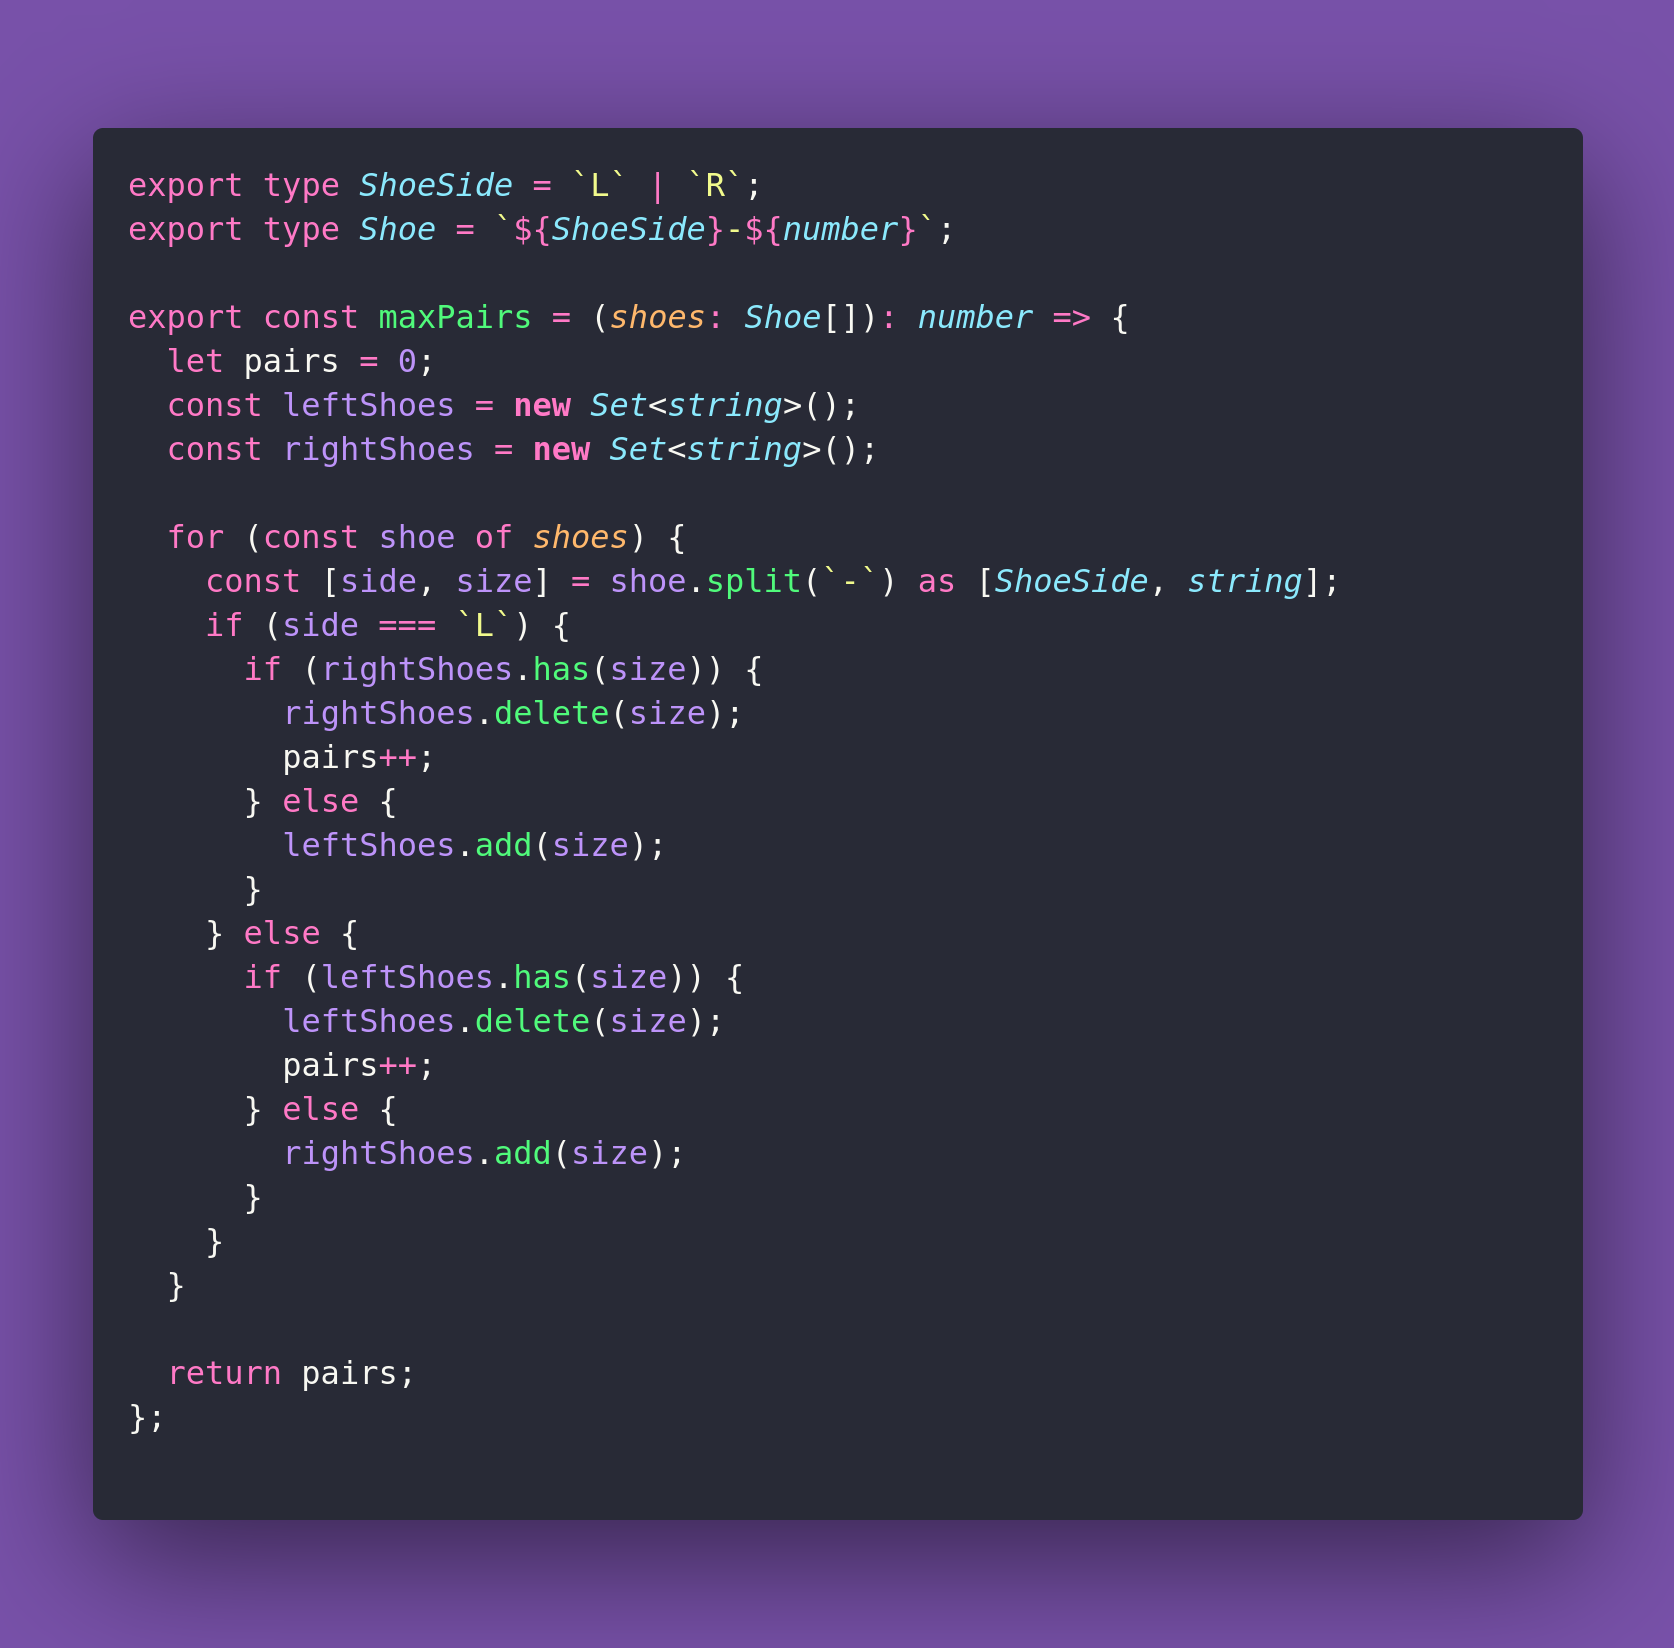 export type ShoeSide = `L` | `R`;
export type Shoe = `${ShoeSide}-${number}`;

export const maxPairs = (shoes: Shoe[]): number => {
  let pairs = 0;
  const leftShoes = new Set<string>();
  const rightShoes = new Set<string>();

  for (const shoe of shoes) {
    const [side, size] = shoe.split(`-`) as [ShoeSide, string];
    if (side === `L`) {
      if (rightShoes.has(size)) {
        rightShoes.delete(size);
        pairs++;
      } else {
        leftShoes.add(size);
      }
    } else {
      if (leftShoes.has(size)) {
        leftShoes.delete(size);
        pairs++;
      } else {
        rightShoes.add(size);
      }
    }
  }

  return pairs;
};